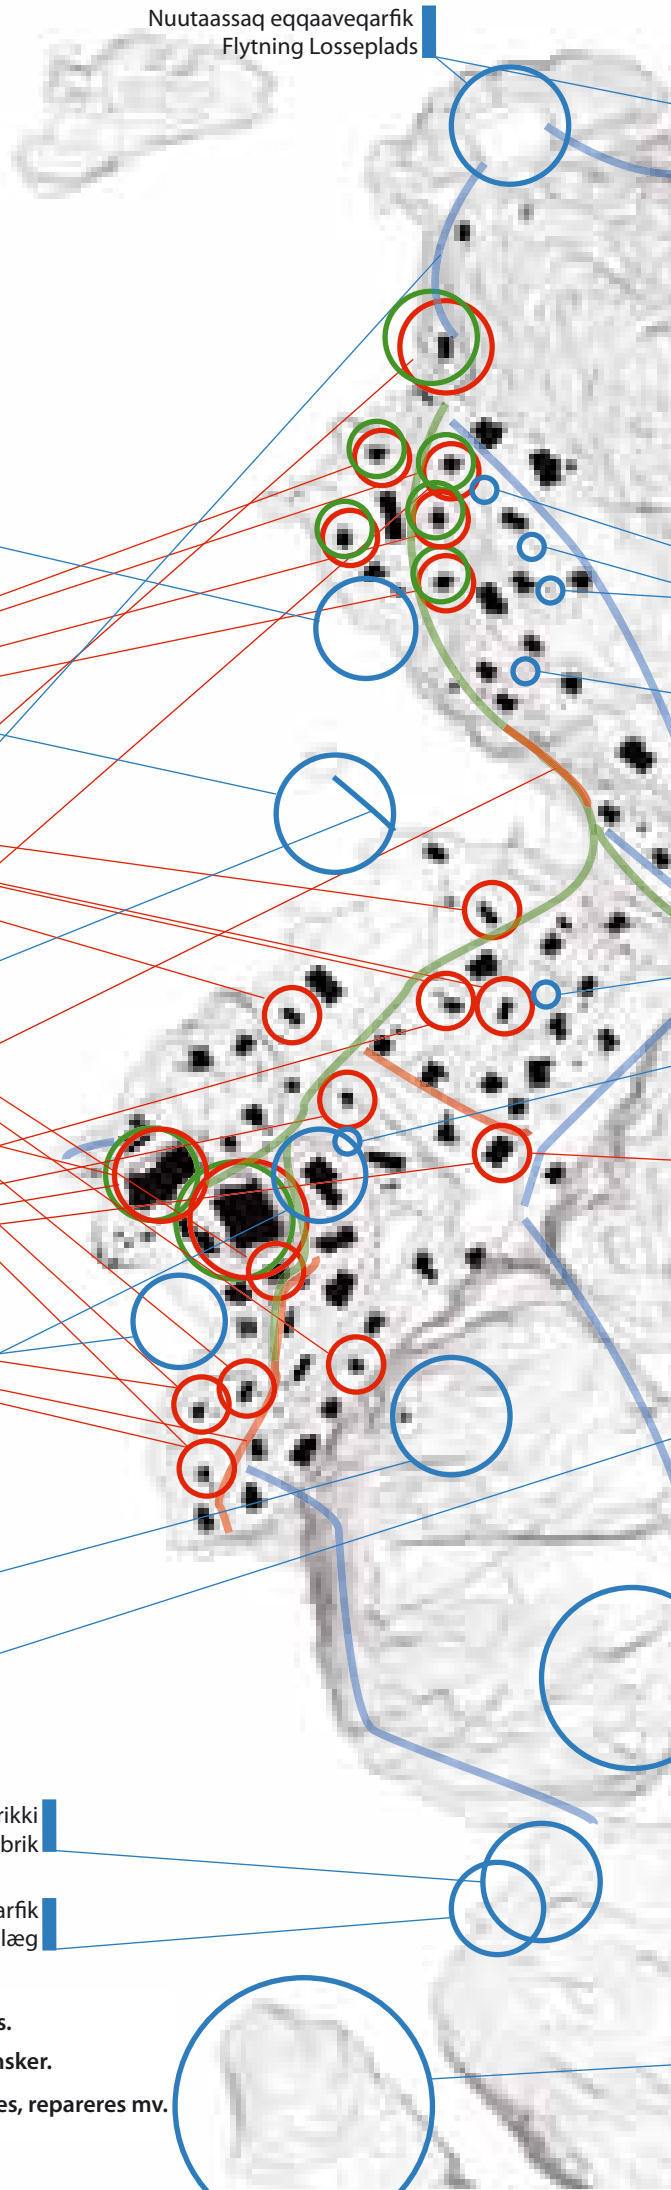 Nuutaassaq eqqaaveqarfik
Flytning Losseplads
rikki
brik
arfik
læg
s.
nsker.
es, repareres mv.